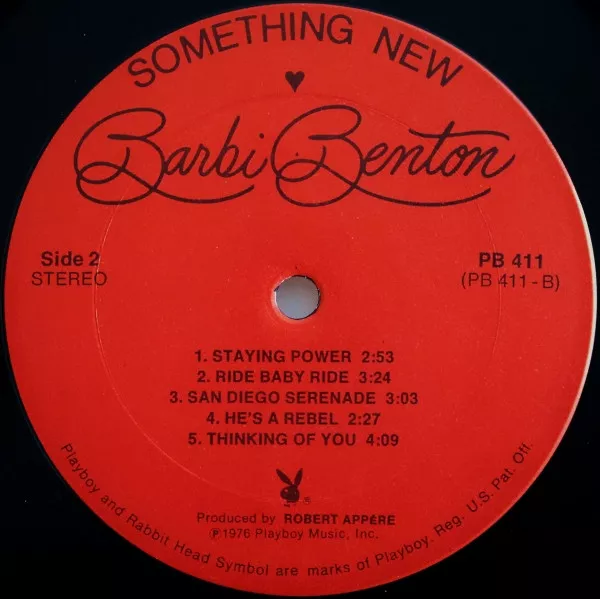 SOMETHING NEW
Barbi Benton
Side 2
STEREO
PB 411
(PB 411-B)
1. STAYING POWER 2:53
2. RIDE BABY RIDE 3:24
3. SAN DIEGO SERENADE 3:03
4. HE'S A REBEL 2:27
5. THINKING OF YOU 4:09
®
Produced by ROBERT APPÉRE
℗1976 Playboy Music, Inc.
Playboy and Rabbit Head Symbol are marks of Playboy, Reg. U.S. Pat. Off.